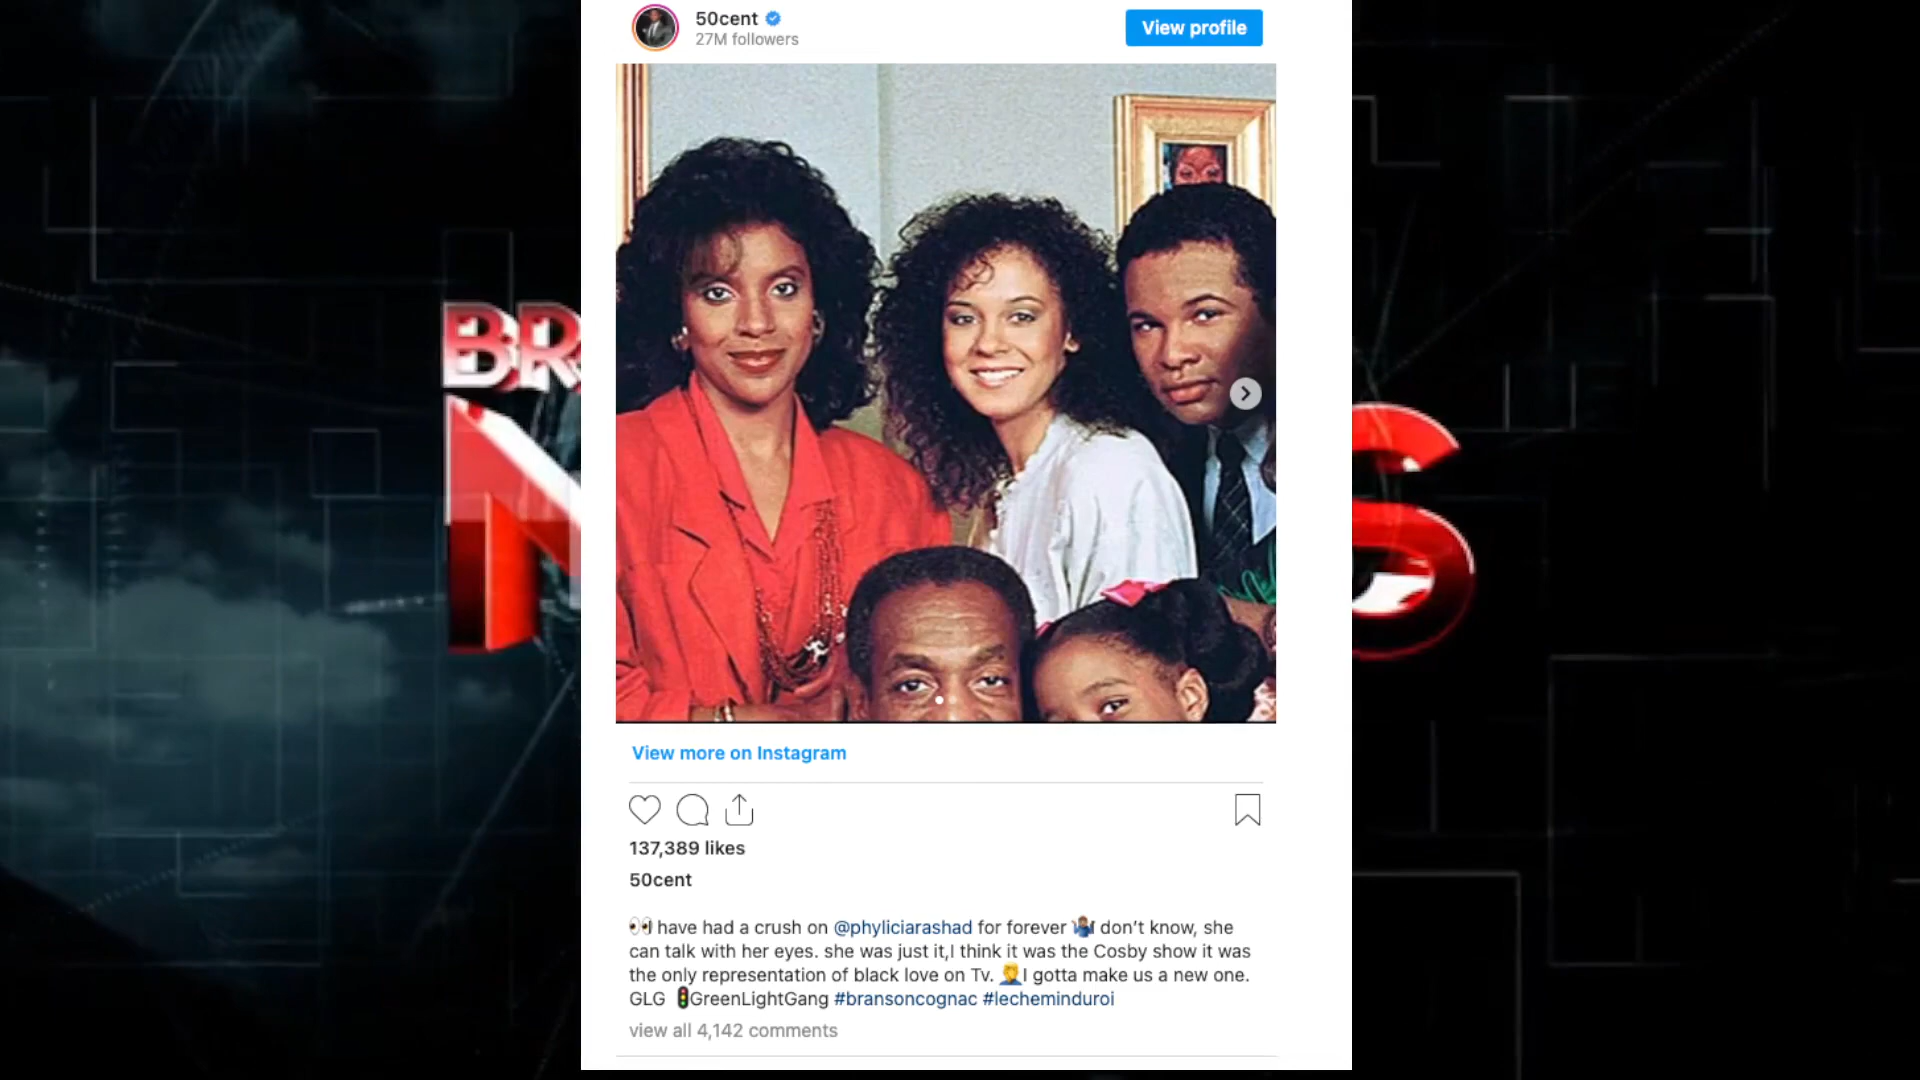 50cent
27M followers
View profile
BR
N S
View more on Instagram
137,389 likes
50cent
👀 have had a crush on @phyliciarashad for forever 🤷🏽‍♂️ don’t know, she
can talk with her eyes. she was just it,I think it was the Cosby show it was
the only representation of black love on Tv. 🤦‍♂️I gotta make us a new one.
GLG 🚦GreenLightGang #bransoncognac #lecheminduroi
view all 4,142 comments